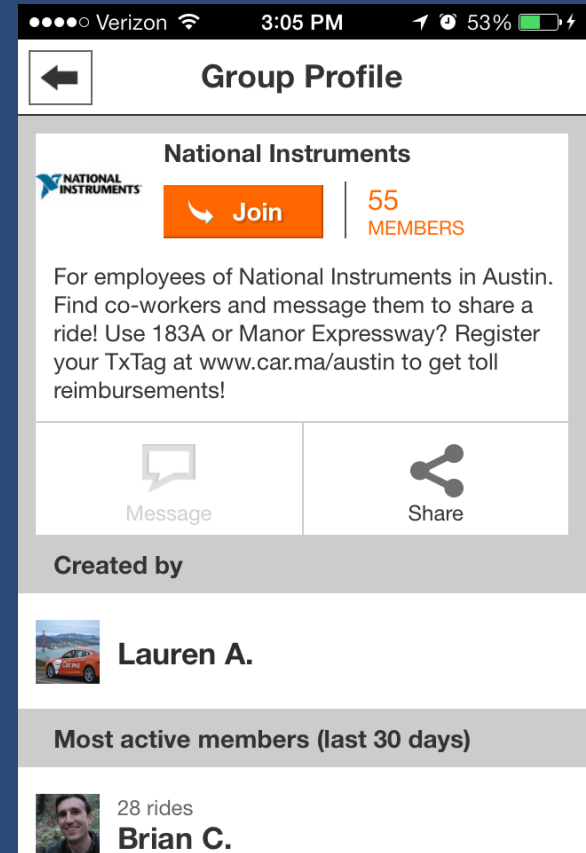 Verizon 3:05 PM 53%
Group Profile
National Instruments
NATIONAL
INSTRUMENTS
Join
55
MEMBERS
For employees of National Instruments in Austin.
Find co-workers and message them to share a
ride! Use 183A or Manor Expressway? Register
your TxTag at www.car.ma/austin to get toll
reimbursements!
Message
Share
Created by
Carma
Lauren A.
Most active members (last 30 days)
28 rides
Brian C.